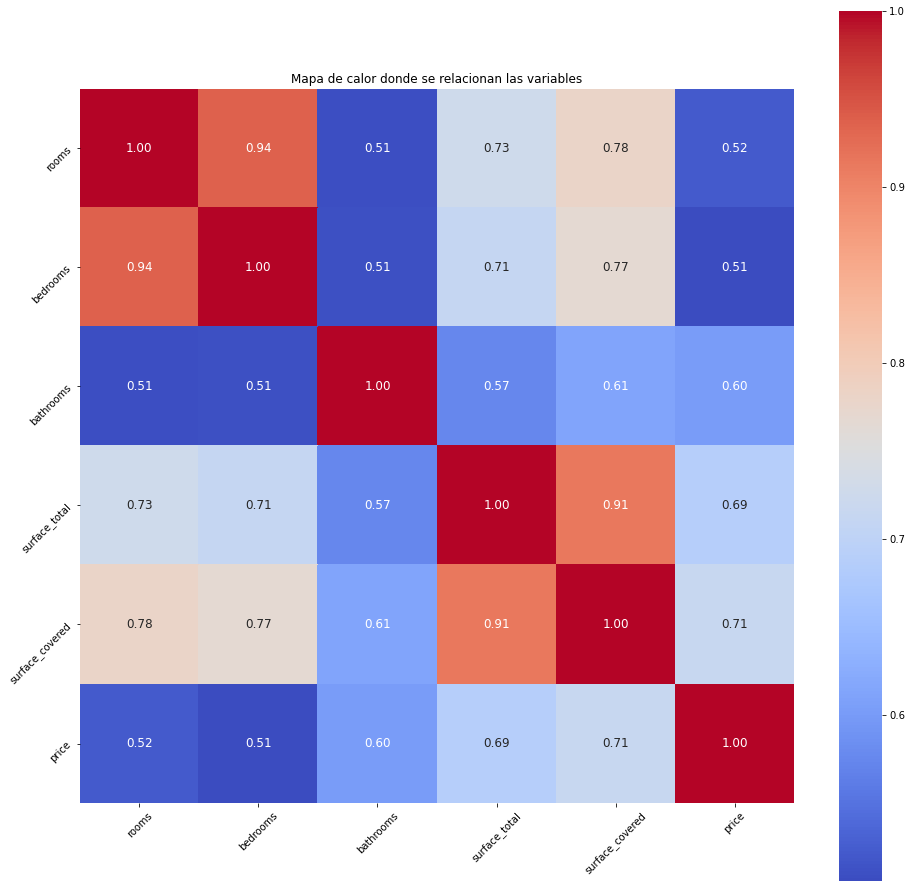 Mapa de calor donde se relacionan las variables
rooms 1.00 0.94 0.51 0.73 0.78 0.52
bedrooms 0.94 1.00 0.51 0.71 0.77 0.51
bathrooms 0.51 0.51 1.00 0.57 0.61 0.60
surface_total 0.73 0.71 0.57 1.00 0.91 0.69
surface_covered 0.78 0.77 0.61 0.91 1.00 0.71
price 0.52 0.51 0.60 0.69 0.71 1.00
rooms bedrooms bathrooms surface_total surface_covered price
1.0
0.9
0.8
0.7
0.6